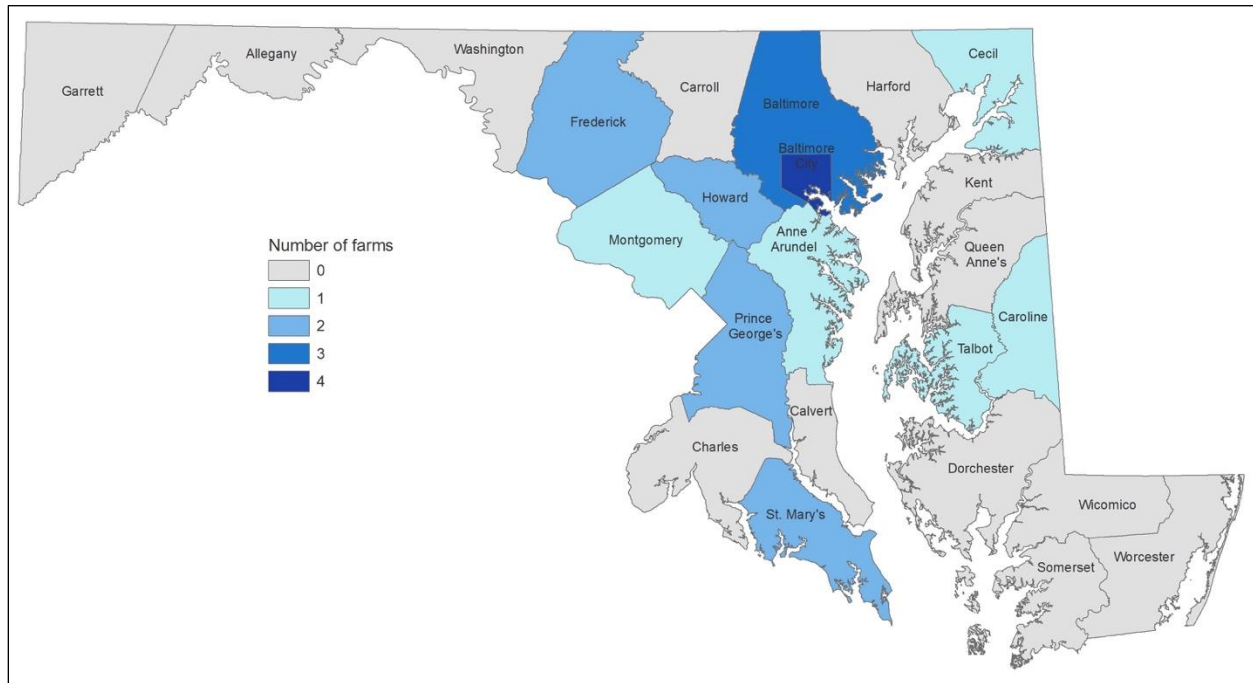 Garrett
Allegany
Washington
Frederick
Carroll
Baltimore
Baltimore
City
Harford
Cecil
Kent
Queen
Anne's
Howard
Montgomery
Anne
Arundel
Prince
George's
Caroline
Talbot
Calvert
Charles
St. Mary's
Dorchester
Wicomico
Worcester
Somerset
Number of farms
0
1
2
3
4